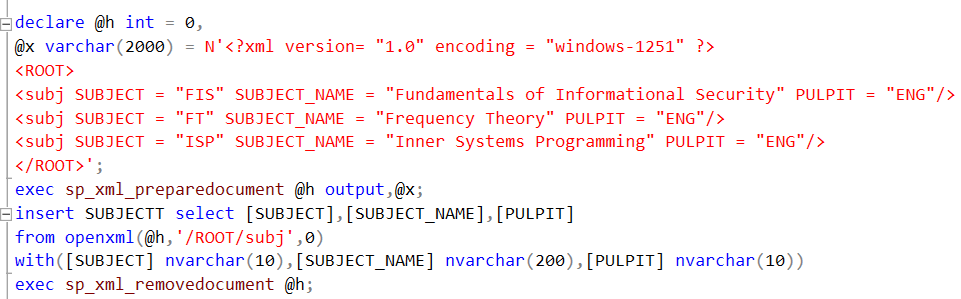 declare @h int = 0,
@x varchar(2000) = N'<?xml version= "1.0" encoding = "windows-1251" ?>
<ROOT>
<subj SUBJECT = "FIS" SUBJECT_NAME = "Fundamentals of Informational Security" PULPIT = "ENG"/>
<subj SUBJECT = "FT" SUBJECT_NAME = "Frequency Theory" PULPIT = "ENG"/>
<subj SUBJECT = "ISP" SUBJECT_NAME = "Inner Systems Programming" PULPIT = "ENG"/>
</ROOT>';
exec sp_xml_preparedocument @h output,@x;
insert SUBJECTT select [SUBJECT],[SUBJECT_NAME],[PULPIT]
from openxml(@h,'/ROOT/subj',0)
with([SUBJECT] nvarchar(10),[SUBJECT_NAME] nvarchar(200),[PULPIT] nvarchar(10))
exec sp_xml_removedocument @h;